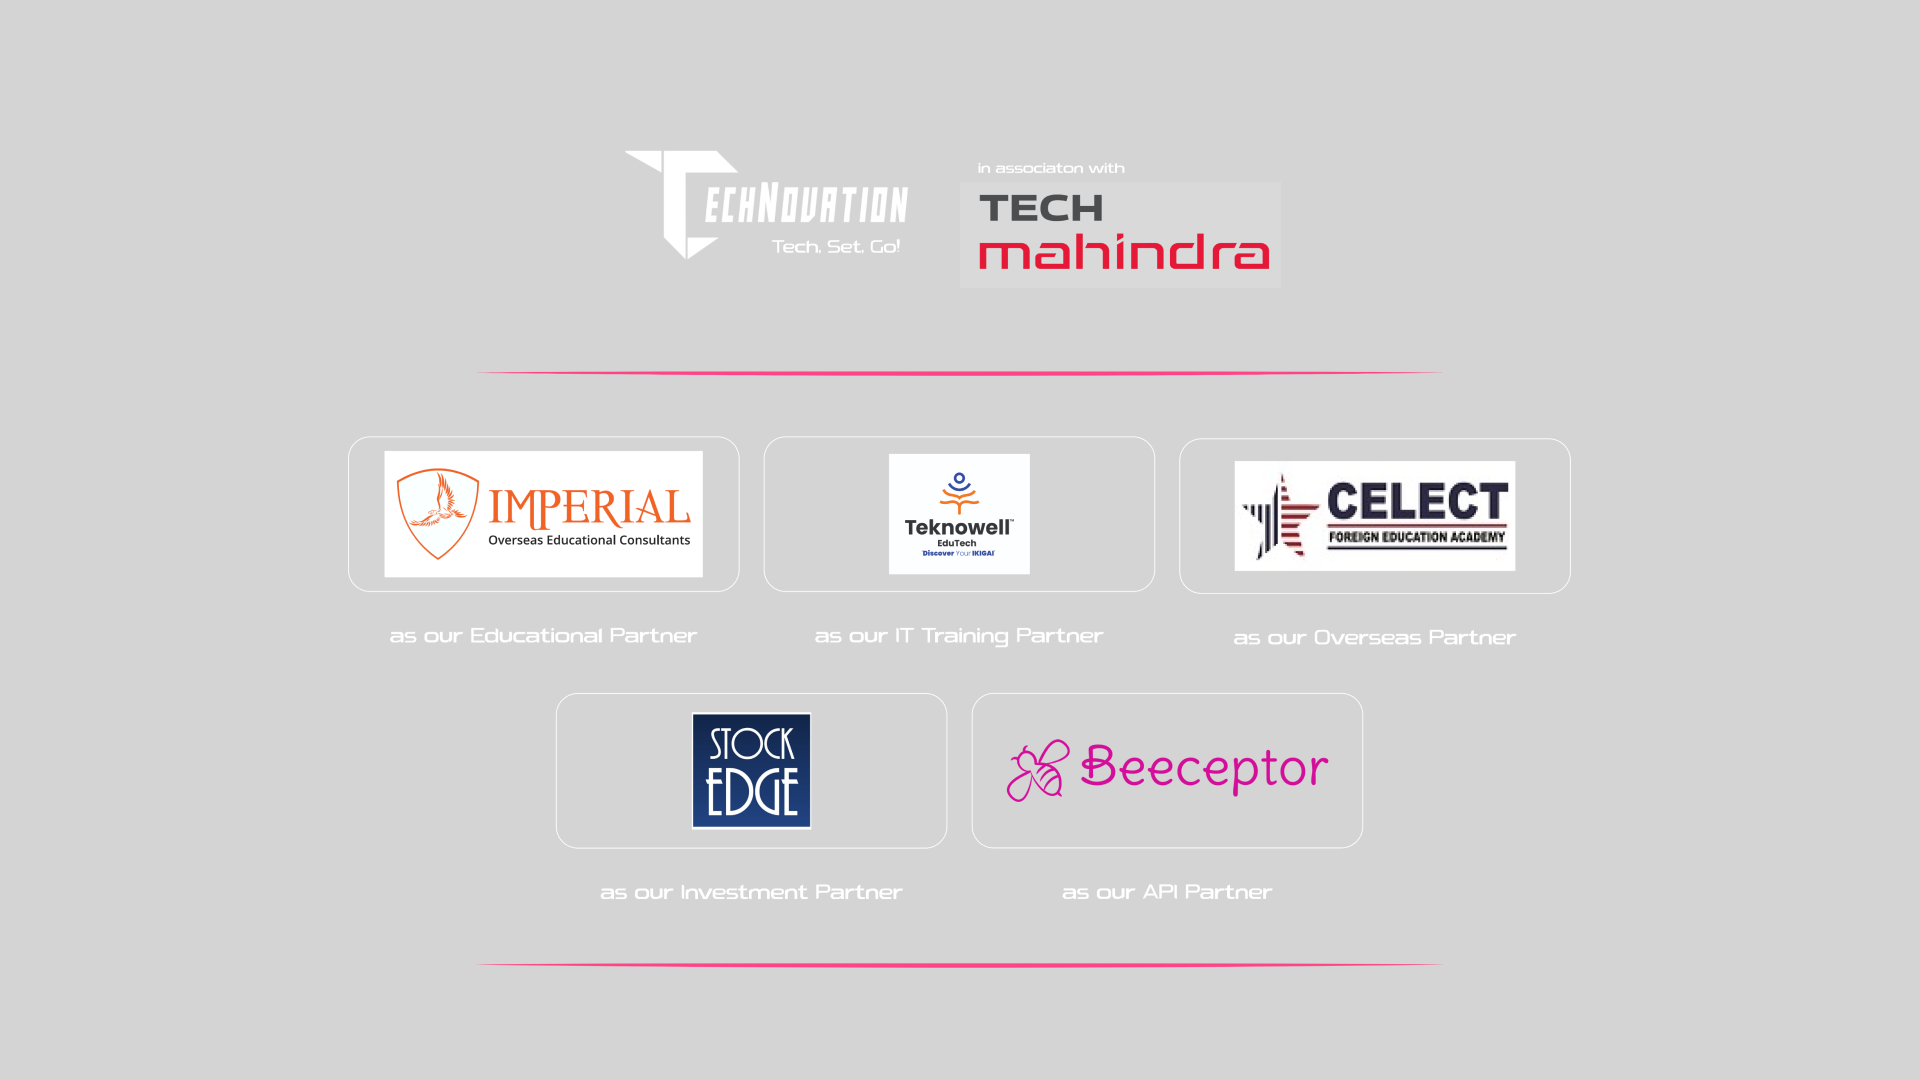 TECHNOVATION
Tech. Set. Go!
in associaton with
TECH
mahindra
IMPERIAL
Overseas Educational Consultants
as our Educational Partner
Teknowell™
EduTech
'Discover Your IKIGAI'
as our IT Training Partner
CELECT
FOREIGN EDUCATION ACADEMY
as our Overseas Partner
STOCK
EDGE
as our Investment Partner
Beeceptor
as our API Partner